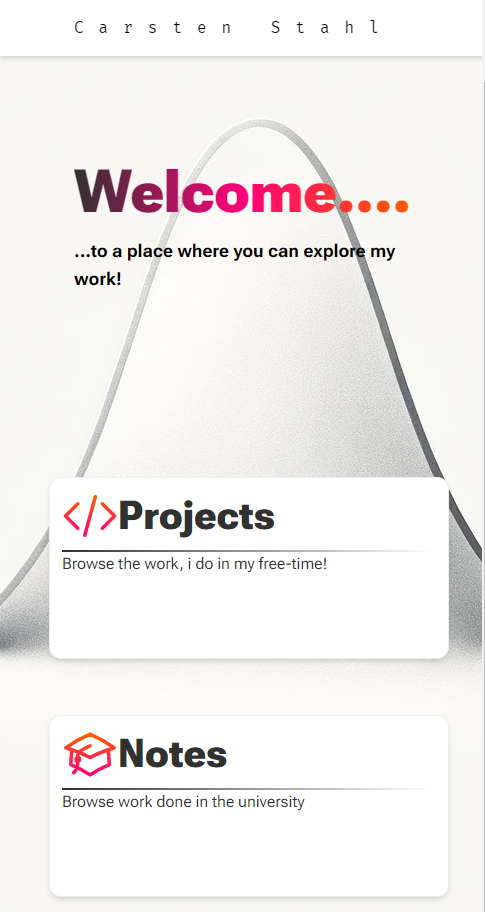 Carsten Stahl
Welcome....
...to a place where you can explore my
work!
Projects
Browse the work, i do in my free-time!
Notes
Browse work done in the university